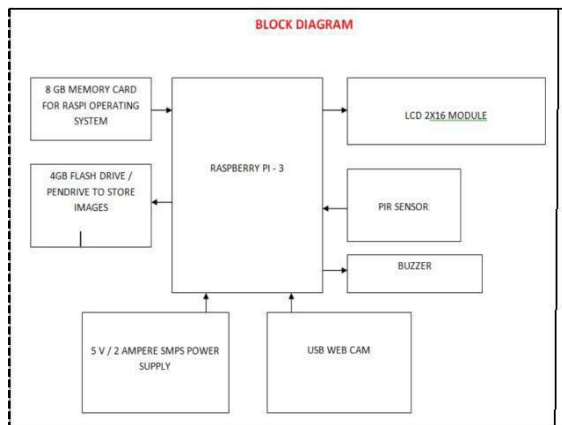 BLOCK DIAGRAM
8 GB MEMORY CARD
FOR RASPI OPERATING
SYSTEM
LCD 2X16 MODULE
RASPBERRY PI - 3
4GB FLASH DRIVE /
PENDRIVE TO STORE
IMAGES
PIR SENSOR
BUZZER
5 V / 2 AMPERE SMPS POWER
SUPPLY
USB WEB CAM